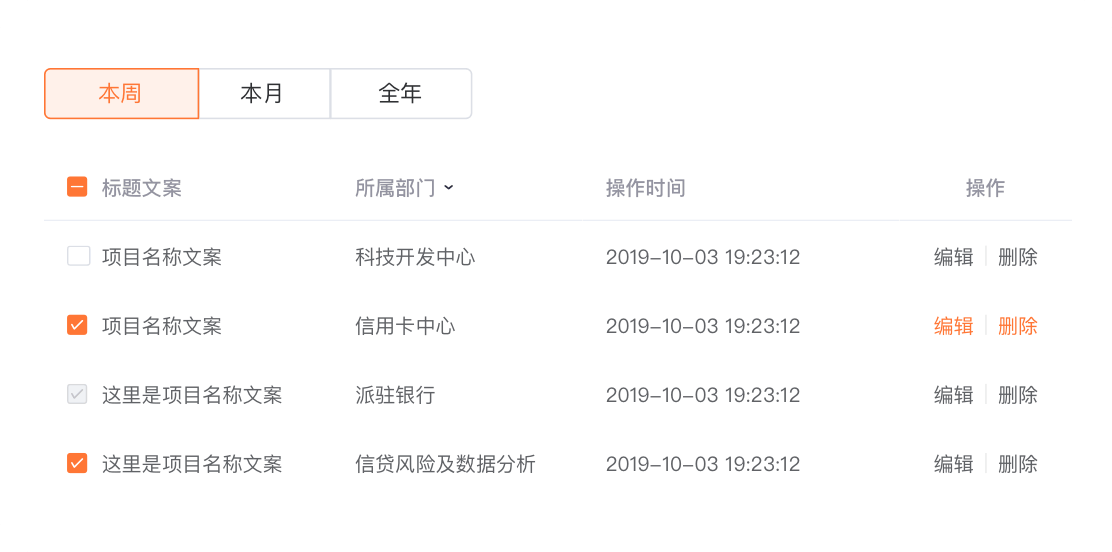 本周 本月 全年
标题文案 所属部门 操作时间 操作
项目名称文案 科技开发中心 2019-10-03 19:23:12 编辑 删除
项目名称文案 信用卡中心 2019-10-03 19:23:12 编辑 删除
这里是项目名称文案 派驻银行 2019-10-03 19:23:12 编辑 删除
这里是项目名称文案 信贷风险及数据分析 2019-10-03 19:23:12 编辑 删除